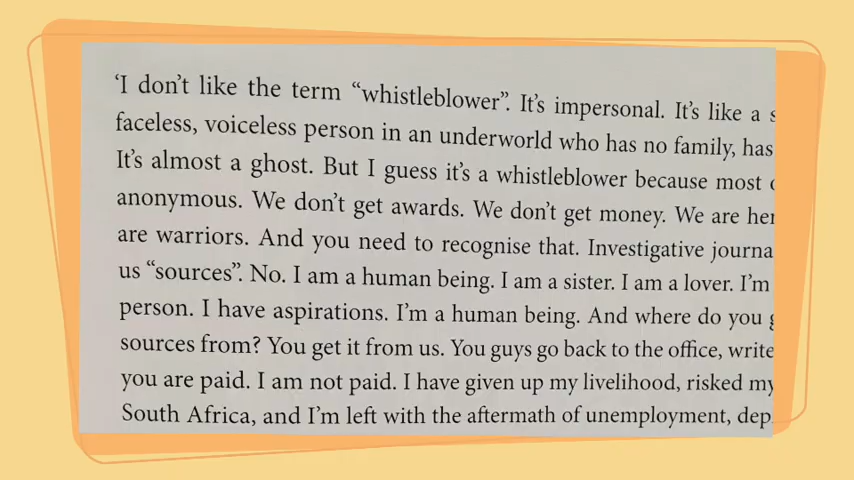 ‘I don’t like the term “whistleblower”. It’s impersonal. It’s like a
faceless, voiceless person in an underworld who has no family, has
It’s almost a ghost. But I guess it’s a whistleblower because most
anonymous. We don’t get awards. We don’t get money. We are
are warriors. And you need to recognise that. Investigative
us “sources”. No. I am a human being. I am a sister. I am a lover. I’m
person. I have aspirations. I’m a human being. And where do you
sources from? You get it from us. You guys go back to the office, write
you are paid. I am not paid. I have given up my livelihood, risked my
South Africa, and I’m left with the aftermath of unemployment,